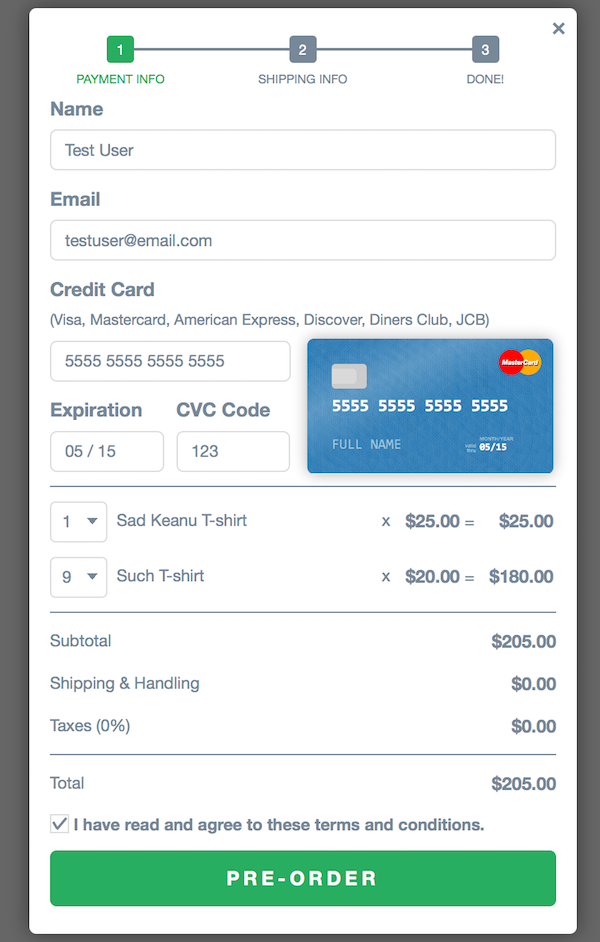 ×
1 2 3
PAYMENT INFO SHIPPING INFO DONE!
Name
Test User
Email
testuser@email.com
Credit Card
(Visa, Mastercard, American Express, Discover, Diners Club, JCB)
5555 5555 5555 5555
MasterCard
5555 5555 5555 5555
Expiration CVC Code
05 / 15 123
FULL NAME
MONTH/YEAR
05/15
1 Sad Keanu T-shirt x $25.00 = $25.00
9 Such T-shirt x $20.00 = $180.00
Subtotal $205.00
Shipping & Handling $0.00
Taxes (0%) $0.00
Total $205.00
I have read and agree to these terms and conditions.
PRE-ORDER